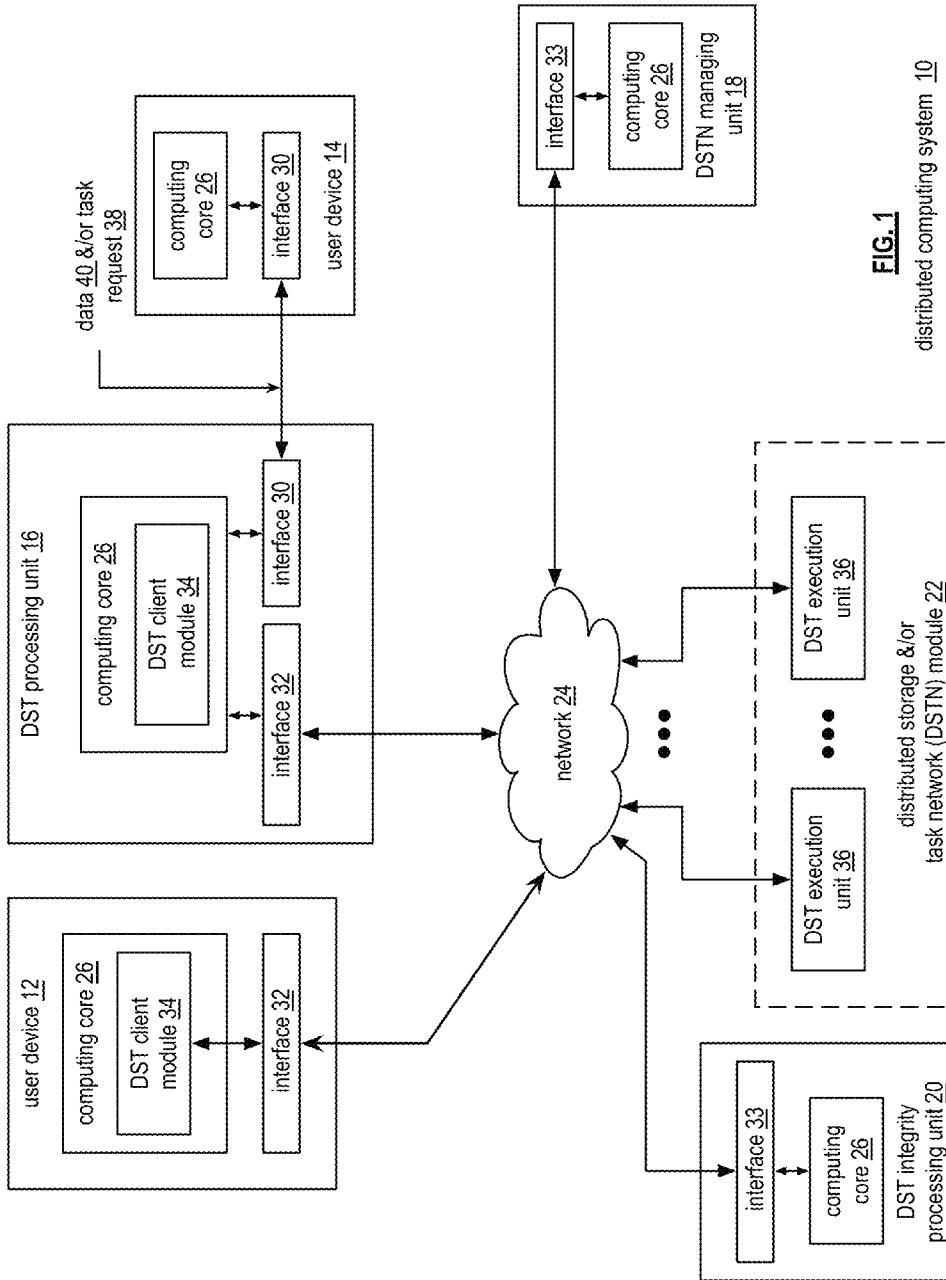 user device 12
computing core 26
DST client
module 34
interface 32
DST processing unit 16
computing core 26
DST client
module 34
interface 32
interface 30
data 40 &/or task
request 38
computing
core 26
interface 30
user device 14
network 24
interface 33
computing
core 26
DSTN managing
unit 18
interface 33
computing
core 26
DST integrity
processing unit 20
DST execution
unit 36
DST execution
unit 36
distributed storage &/or
task network (DSTN) module 22
FIG. 1
distributed computing system 10